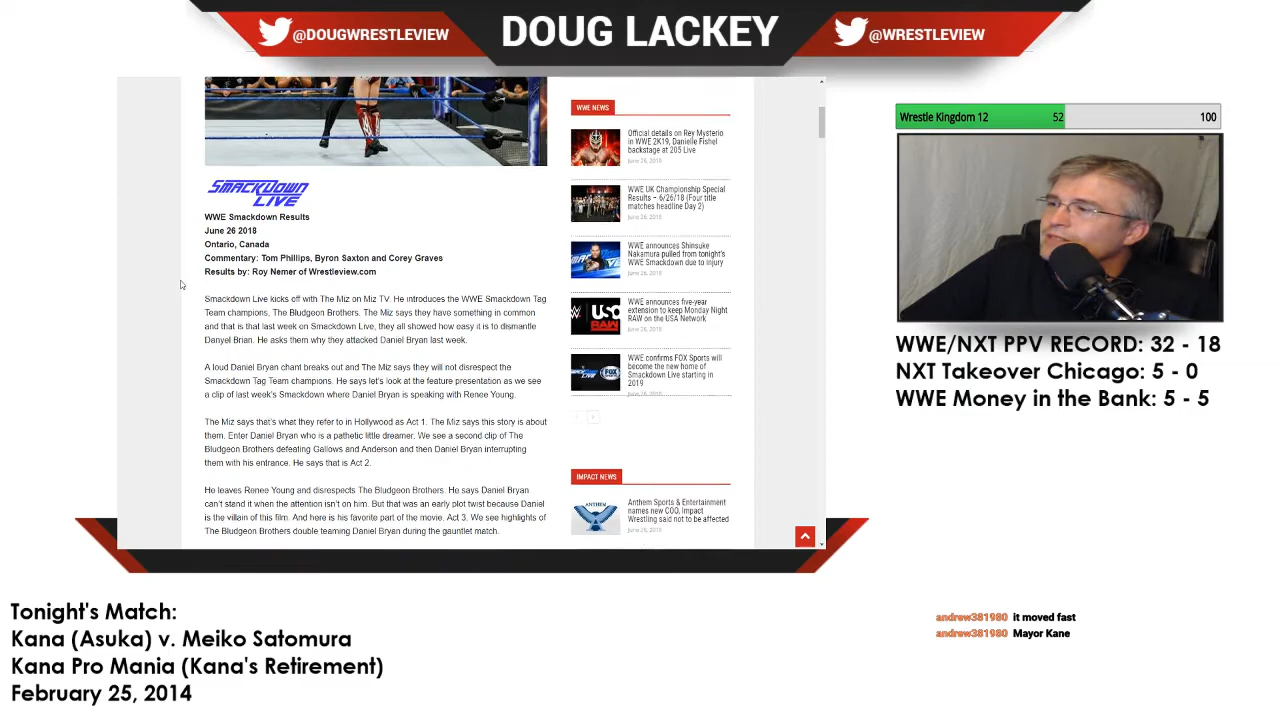 @DOUGWRESTLEVIEW
DOUG LACKEY
@WRESTLEVIEW
SMACKDOWN
LIVE
WWE Smackdown Results
June 26 2018
Ontario, Canada
Commentary: Tom Phillips, Byron Saxton and Corey Graves
Results by: Roy Nemer of Wrestleview.com
Smackdown Live kicks off with The Miz on Miz TV. He introduces the WWE Smackdown Tag
Team champions, The Bludgeon Brothers. The Miz says they have something in common
and that is that last week on Smackdown Live, they all showed how easy it is to dismantle
Danyel Brian. He asks them why they attacked Daniel Bryan last week.
A loud Daniel Bryan chant breaks out and The Miz says they will not disrespect the
Smackdown Tag Team champions. He says let's look at the feature presentation as we see
a clip of last week's Smackdown where Daniel Bryan is speaking with Renee Young.
The Miz says that's what they refer to in Hollywood as Act 1. The Miz says this story is about
them. Enter Daniel Bryan who is a pathetic little dreamer. We see a second clip of The
Bludgeon Brothers defeating Gallows and Anderson and then Daniel Bryan interrupting
them with his entrance. He says that is Act 2.
He leaves Renee Young and disrespects The Bludgeon Brothers. He says Daniel Bryan
can't stand it when the attention isn't on him. But that was an early plot twist because Daniel
is the villain of this film. And here is his favorite part of the movie. Act 3. We see highlights of
The Bludgeon Brothers double teaming Daniel Bryan during the gauntlet match.
WWE NEWS
Official details on Rey Mysterio
in WWE 2K19, Danielle Fishel
backstage at 205 Live
June 26, 2018
WWE UK Championship Special
Results – 6/26/18 (Four title
matches headline Day 2)
June 26, 2018
WWE announces Shinsuke
Nakamura pulled from tonight's
WWE Smackdown due to injury
June 26, 2018
WWE announces five-year
extension to keep Monday Night
RAW on the USA Network
June 26, 2018
WWE confirms FOX Sports will
become the new home of
Smackdown Live starting in
2019
June 26, 2018
IMPACT NEWS
ANTHEM
Anthem Sports & Entertainment
names new COO, Impact
Wrestling said not to be affected
June 26, 2018
Wrestle Kingdom 12 52 100
WWE/NXT PPV RECORD: 32 - 18
NXT Takeover Chicago: 5 - 0
WWE Money in the Bank: 5 - 5
andrew381980 it moved fast
andrew381980 Mayor Kane
Tonight's Match:
Kana (Asuka) v. Meiko Satomura
Kana Pro Mania (Kana's Retirement)
February 25, 2014